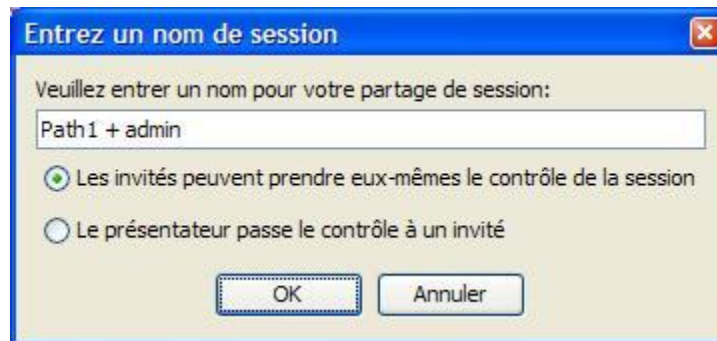 Entrez un nom de session
Veuillez entrer un nom pour votre partage de session:
Path1 + admin
Les invités peuvent prendre eux-mêmes le contrôle de la session
Le présentateur passe le contrôle à un invité
OK Annuler